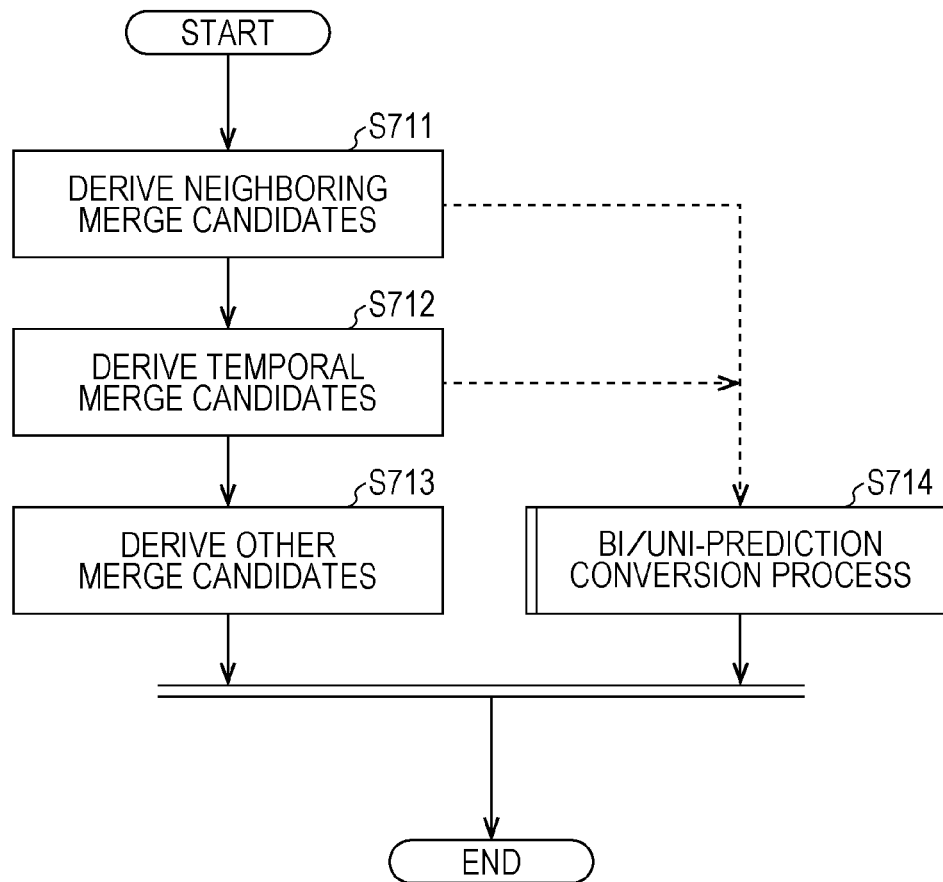 START
S711
DERIVE NEIGHBORING
MERGE CANDIDATES
S712
DERIVE TEMPORAL
MERGE CANDIDATES
S713
DERIVE OTHER
MERGE CANDIDATES
S714
BI/UNI-PREDICTION
CONVERSION PROCESS
END